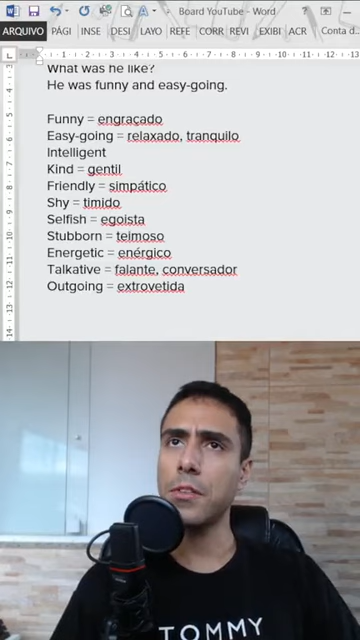 Board YouTube - Word
ARQUIVO PÁGI INSE DESI LAYO REFE CORR REVI EXIBI ACR Conta d...
What was he like?
He was funny and easy-going.
Funny = engraçado
Easy-going = relaxado, tranquilo
Intelligent
Kind = gentil
Friendly = simpático
Shy = timido
Selfish = egoista
Stubborn = teimoso
Energetic = enérgico
Talkative = falante, conversador
Outgoing = extrovetida
TOMMY